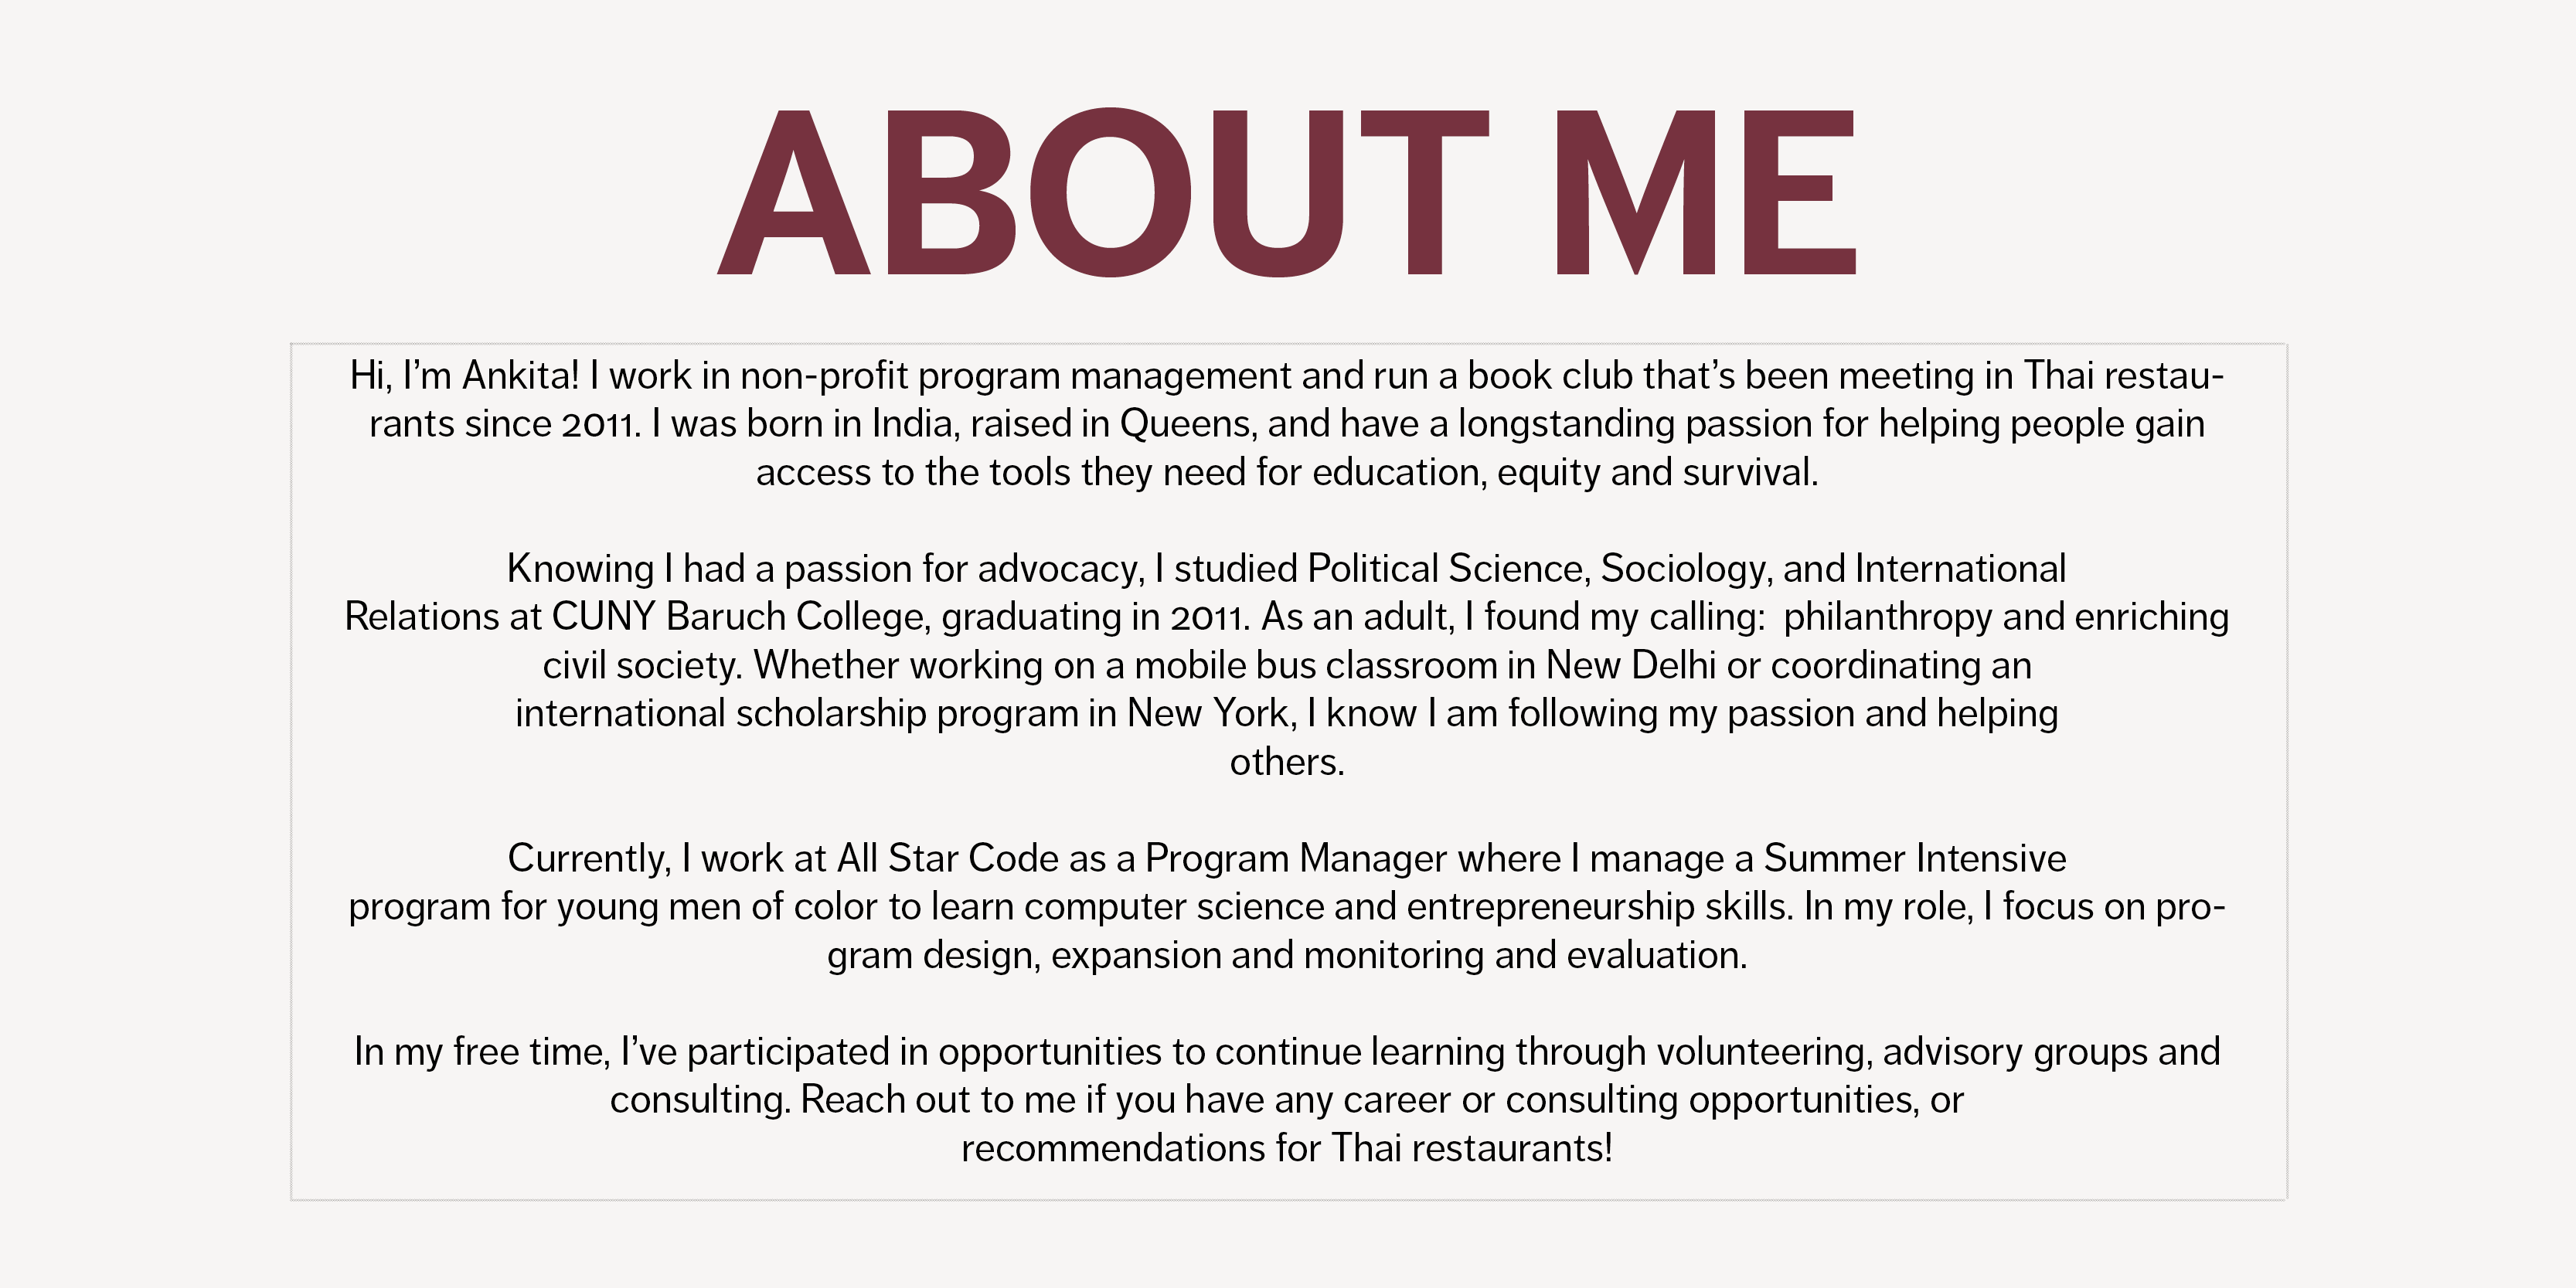 ABOUT ME
Hi, I’m Ankita! I work in non-profit program management and run a book club that’s been meeting in Thai restau-
rants since 2011. I was born in India, raised in Queens, and have a longstanding passion for helping people gain
access to the tools they need for education, equity and survival.
Knowing I had a passion for advocacy, I studied Political Science, Sociology, and International
Relations at CUNY Baruch College, graduating in 2011. As an adult, I found my calling:  philanthropy and enriching
civil society. Whether working on a mobile bus classroom in New Delhi or coordinating an
international scholarship program in New York, I know I am following my passion and helping
others.
Currently, I work at All Star Code as a Program Manager where I manage a Summer Intensive
program for young men of color to learn computer science and entrepreneurship skills. In my role, I focus on pro-
gram design, expansion and monitoring and evaluation.
In my free time, I’ve participated in opportunities to continue learning through volunteering, advisory groups and
consulting. Reach out to me if you have any career or consulting opportunities, or
recommendations for Thai restaurants!